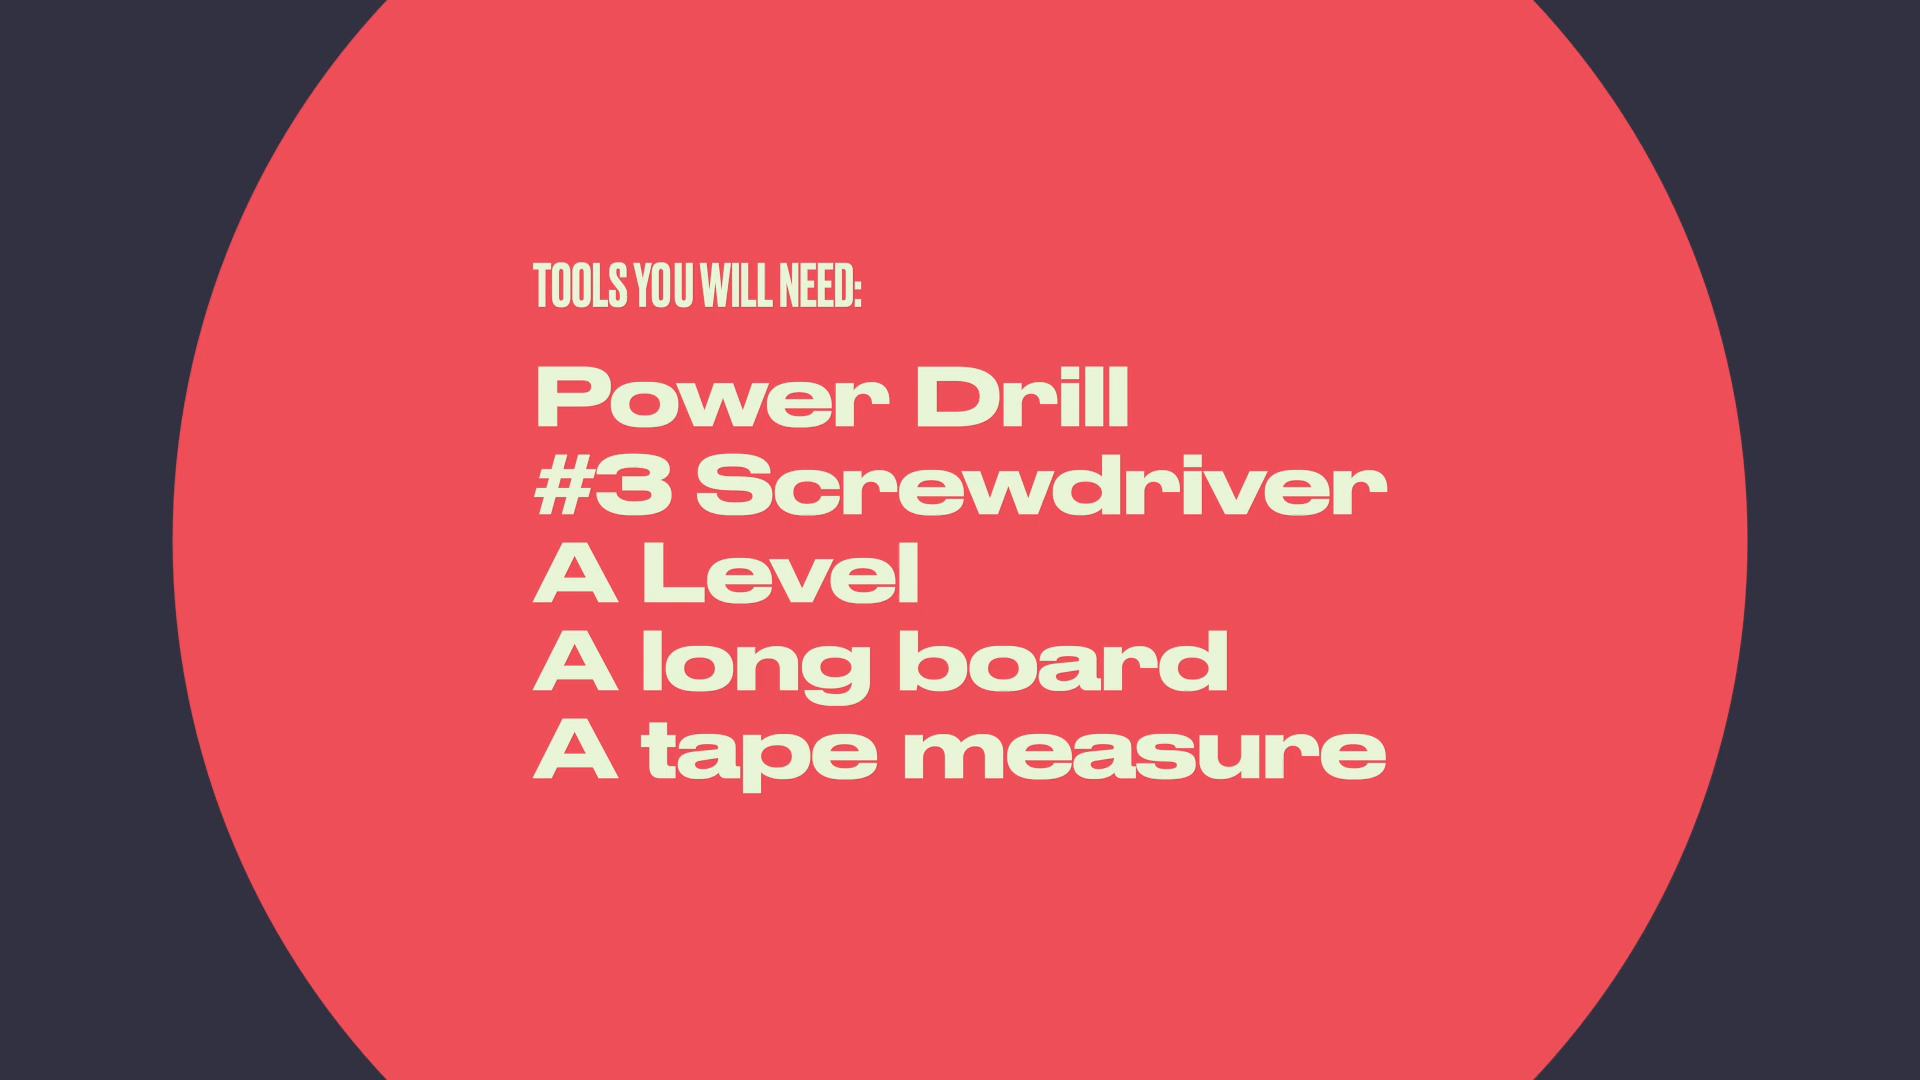 TOOLS YOU WILL NEED:
Power Drill
#3 Screwdriver
A Level
A long board
A tape measure